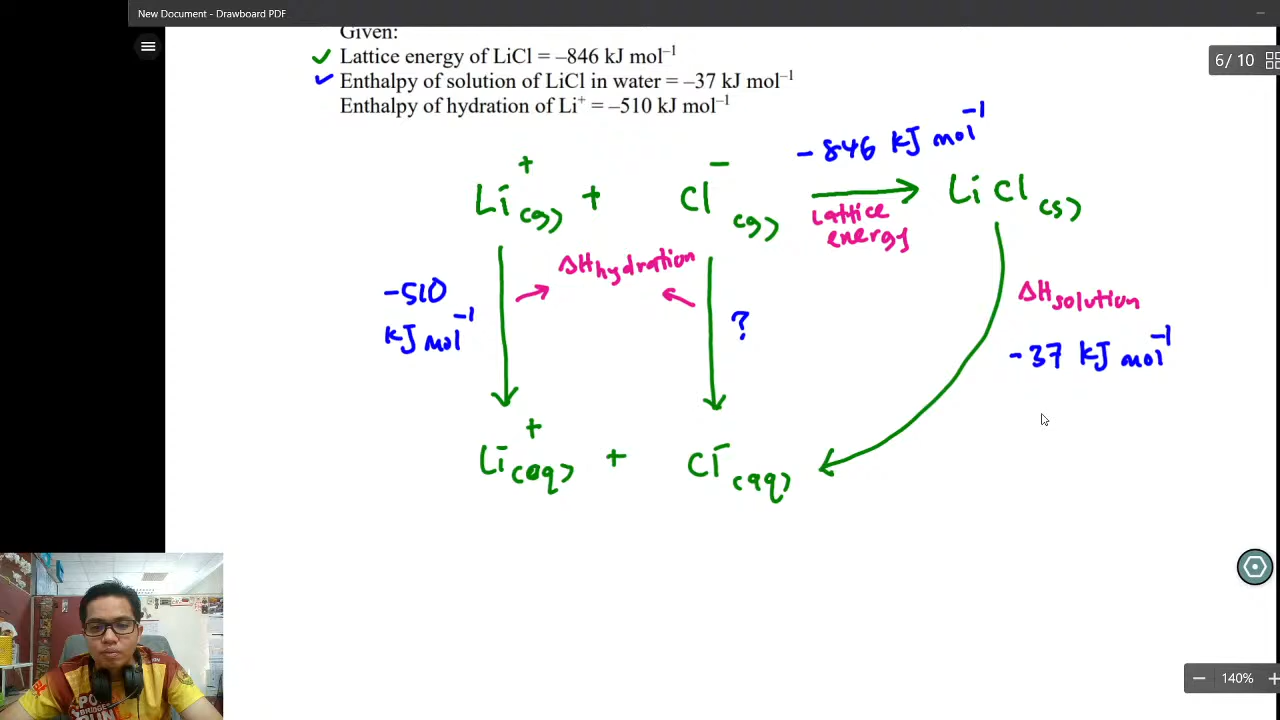 New Document - Drawboard PDF
Given:
6 / 10
Lattice energy of LiCl = –846 kJ mol⁻¹
Enthalpy of solution of LiCl in water = –37 kJ mol⁻¹
Enthalpy of hydration of Li⁺ = –510 kJ mol⁻¹
-846 kJ mol⁻¹
Li⁺(g) + Cl⁻(g) → LiCl(s)
Lattice
energy
ΔHhydration
-510
kJ mol⁻¹
?
ΔHsolution
-37 kJ mol⁻¹
Li⁺(aq) + Cl⁻(aq)
140%